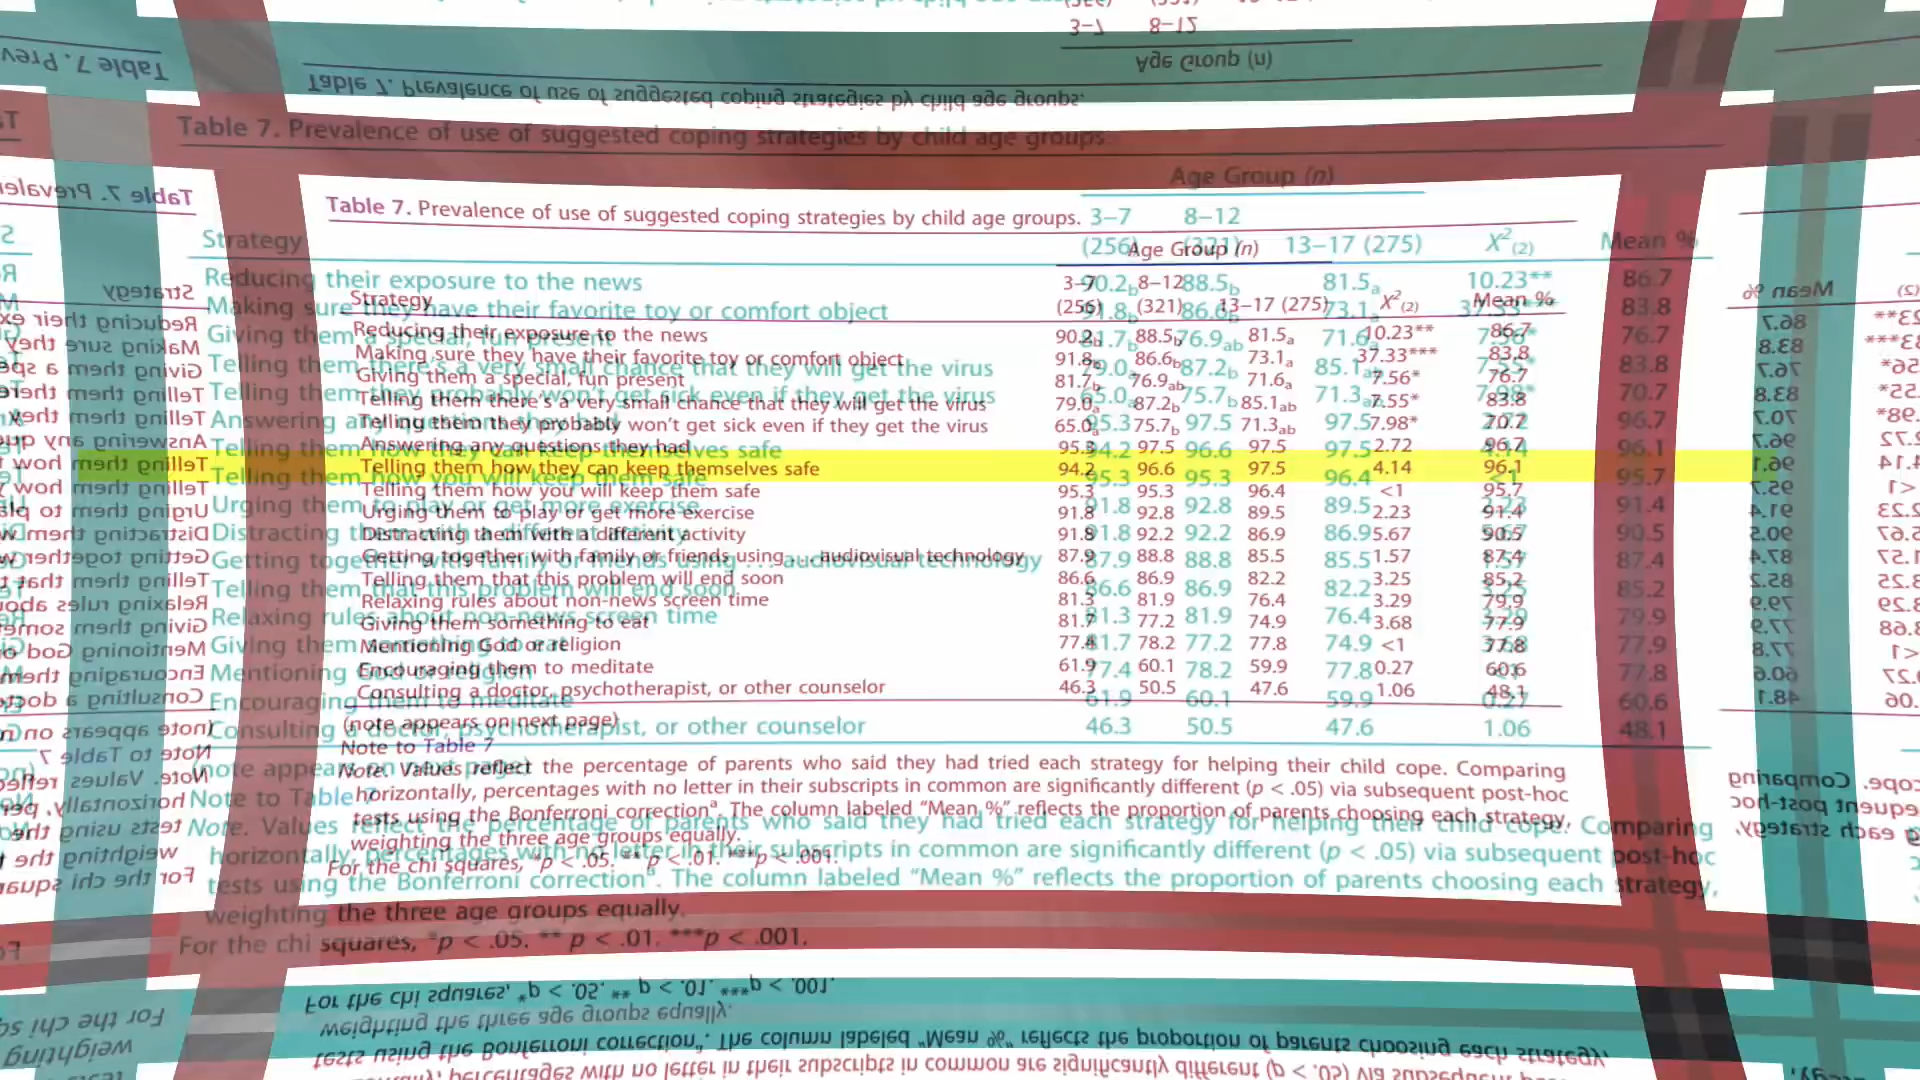 Table 7. Prevalence of use of suggested coping strategies by child age groups.
Age Group (n)
3–7 8–12
Strategy (256) (321) 13–17 (275) X²(2) Mean %
Reducing their exposure to the news 90.2b 88.5b 81.5a 10.23** 86.7
Making sure they have their favorite toy or comfort object 91.8b 86.6b 73.1a 37.33*** 83.8
Giving them a special, fun present 81.7b 76.9ab 71.6a 7.56* 76.7
Telling them there's a very small chance that they will get the virus 79.0a 87.2b 85.1ab 7.55* 83.8
Telling them they probably won't get sick even if they get the virus 65.0a 75.7b 71.3ab 7.98* 70.7
Answering any questions they had 95.3 97.5 97.5 2.72 96.7
Telling them how they can keep themselves safe 94.2 96.6 97.5 4.14 96.1
Telling them how you will keep them safe 95.3 95.3 96.4 <1 95.7
Urging them to play or get more exercise 91.8 92.8 89.5 2.23 91.4
Distracting them with a different activity 91.8 92.2 86.9 5.67 90.5
Getting together with family or friends using . . . audiovisual technology 87.9 88.8 85.5 1.57 87.4
Telling them that this problem will end soon 86.6 86.9 82.2 3.25 85.2
Relaxing rules about non-news screen time 81.3 81.9 76.4 3.29 79.9
Giving them something to eat 81.7 77.2 74.9 3.68 77.9
Mentioning God or religion 77.4 78.2 77.8 <1 77.8
Encouraging them to meditate 61.9 60.1 59.9 0.27 60.6
Consulting a doctor, psychotherapist, or other counselor 46.3 50.5 47.6 1.06 48.1
(note appears on next page)
Note to Table 7
Note. Values reflect the percentage of parents who said they had tried each strategy for helping their child cope. Comparing
horizontally, percentages with no letter in their subscripts in common are significantly different (p < .05) via subsequent post-hoc
tests using the Bonferroni correctionª. The column labeled "Mean %" reflects the proportion of parents choosing each strategy,
weighting the three age groups equally.
For the chi squares, *p < .05. ** p < .01. ***p < .001.